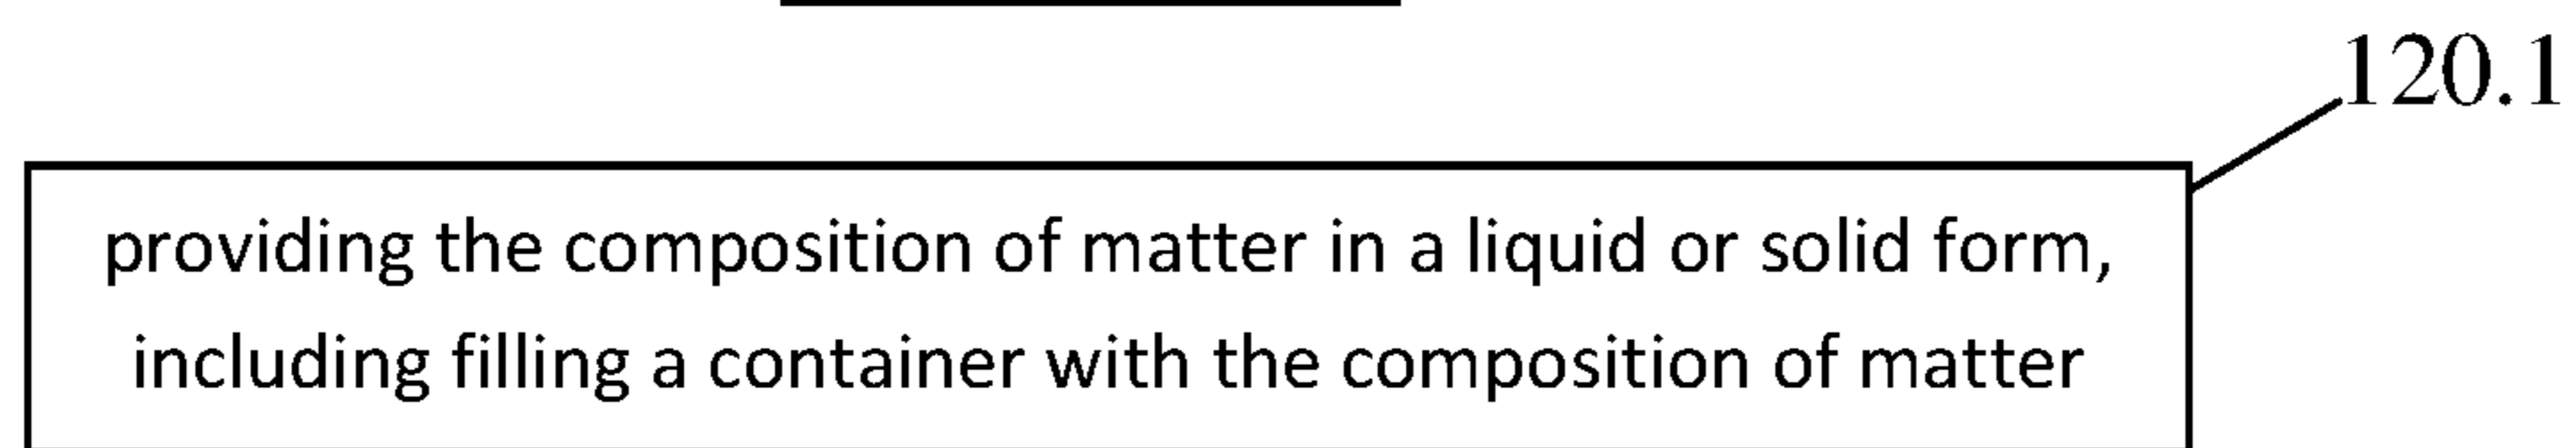 120.1
providing the composition of matter in a liquid or solid form,
including filling a container with the composition of matter